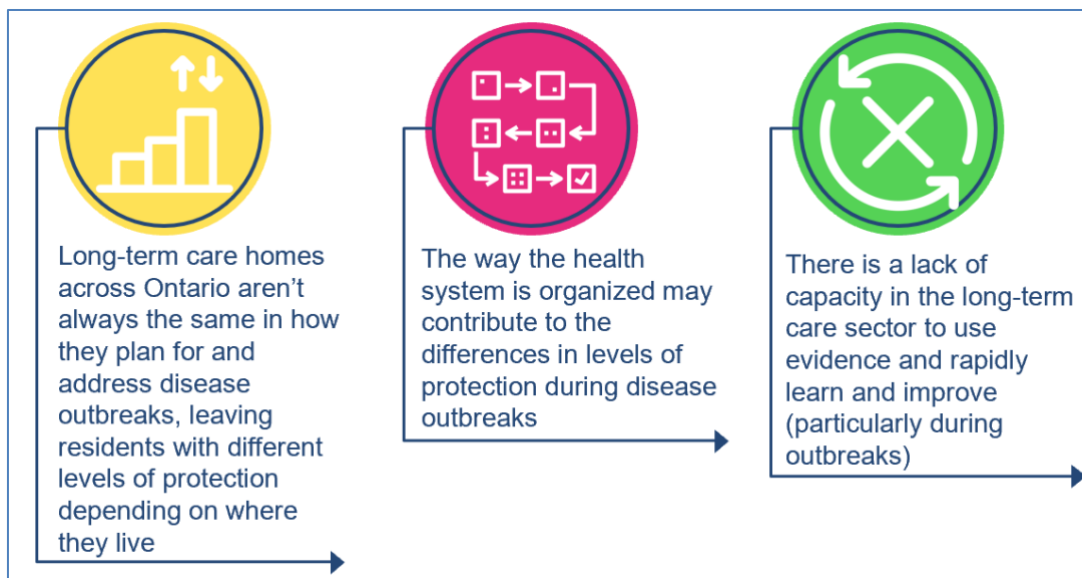 Long-term care homes
across Ontario aren’t
always the same in how
they plan for and
address disease
outbreaks, leaving
residents with different
levels of protection
depending on where
they live
The way the health
system is organized may
contribute to the
differences in levels of
protection during disease
outbreaks
There is a lack of
capacity in the long-term
care sector to use
evidence and rapidly
learn and improve
(particularly during
outbreaks)